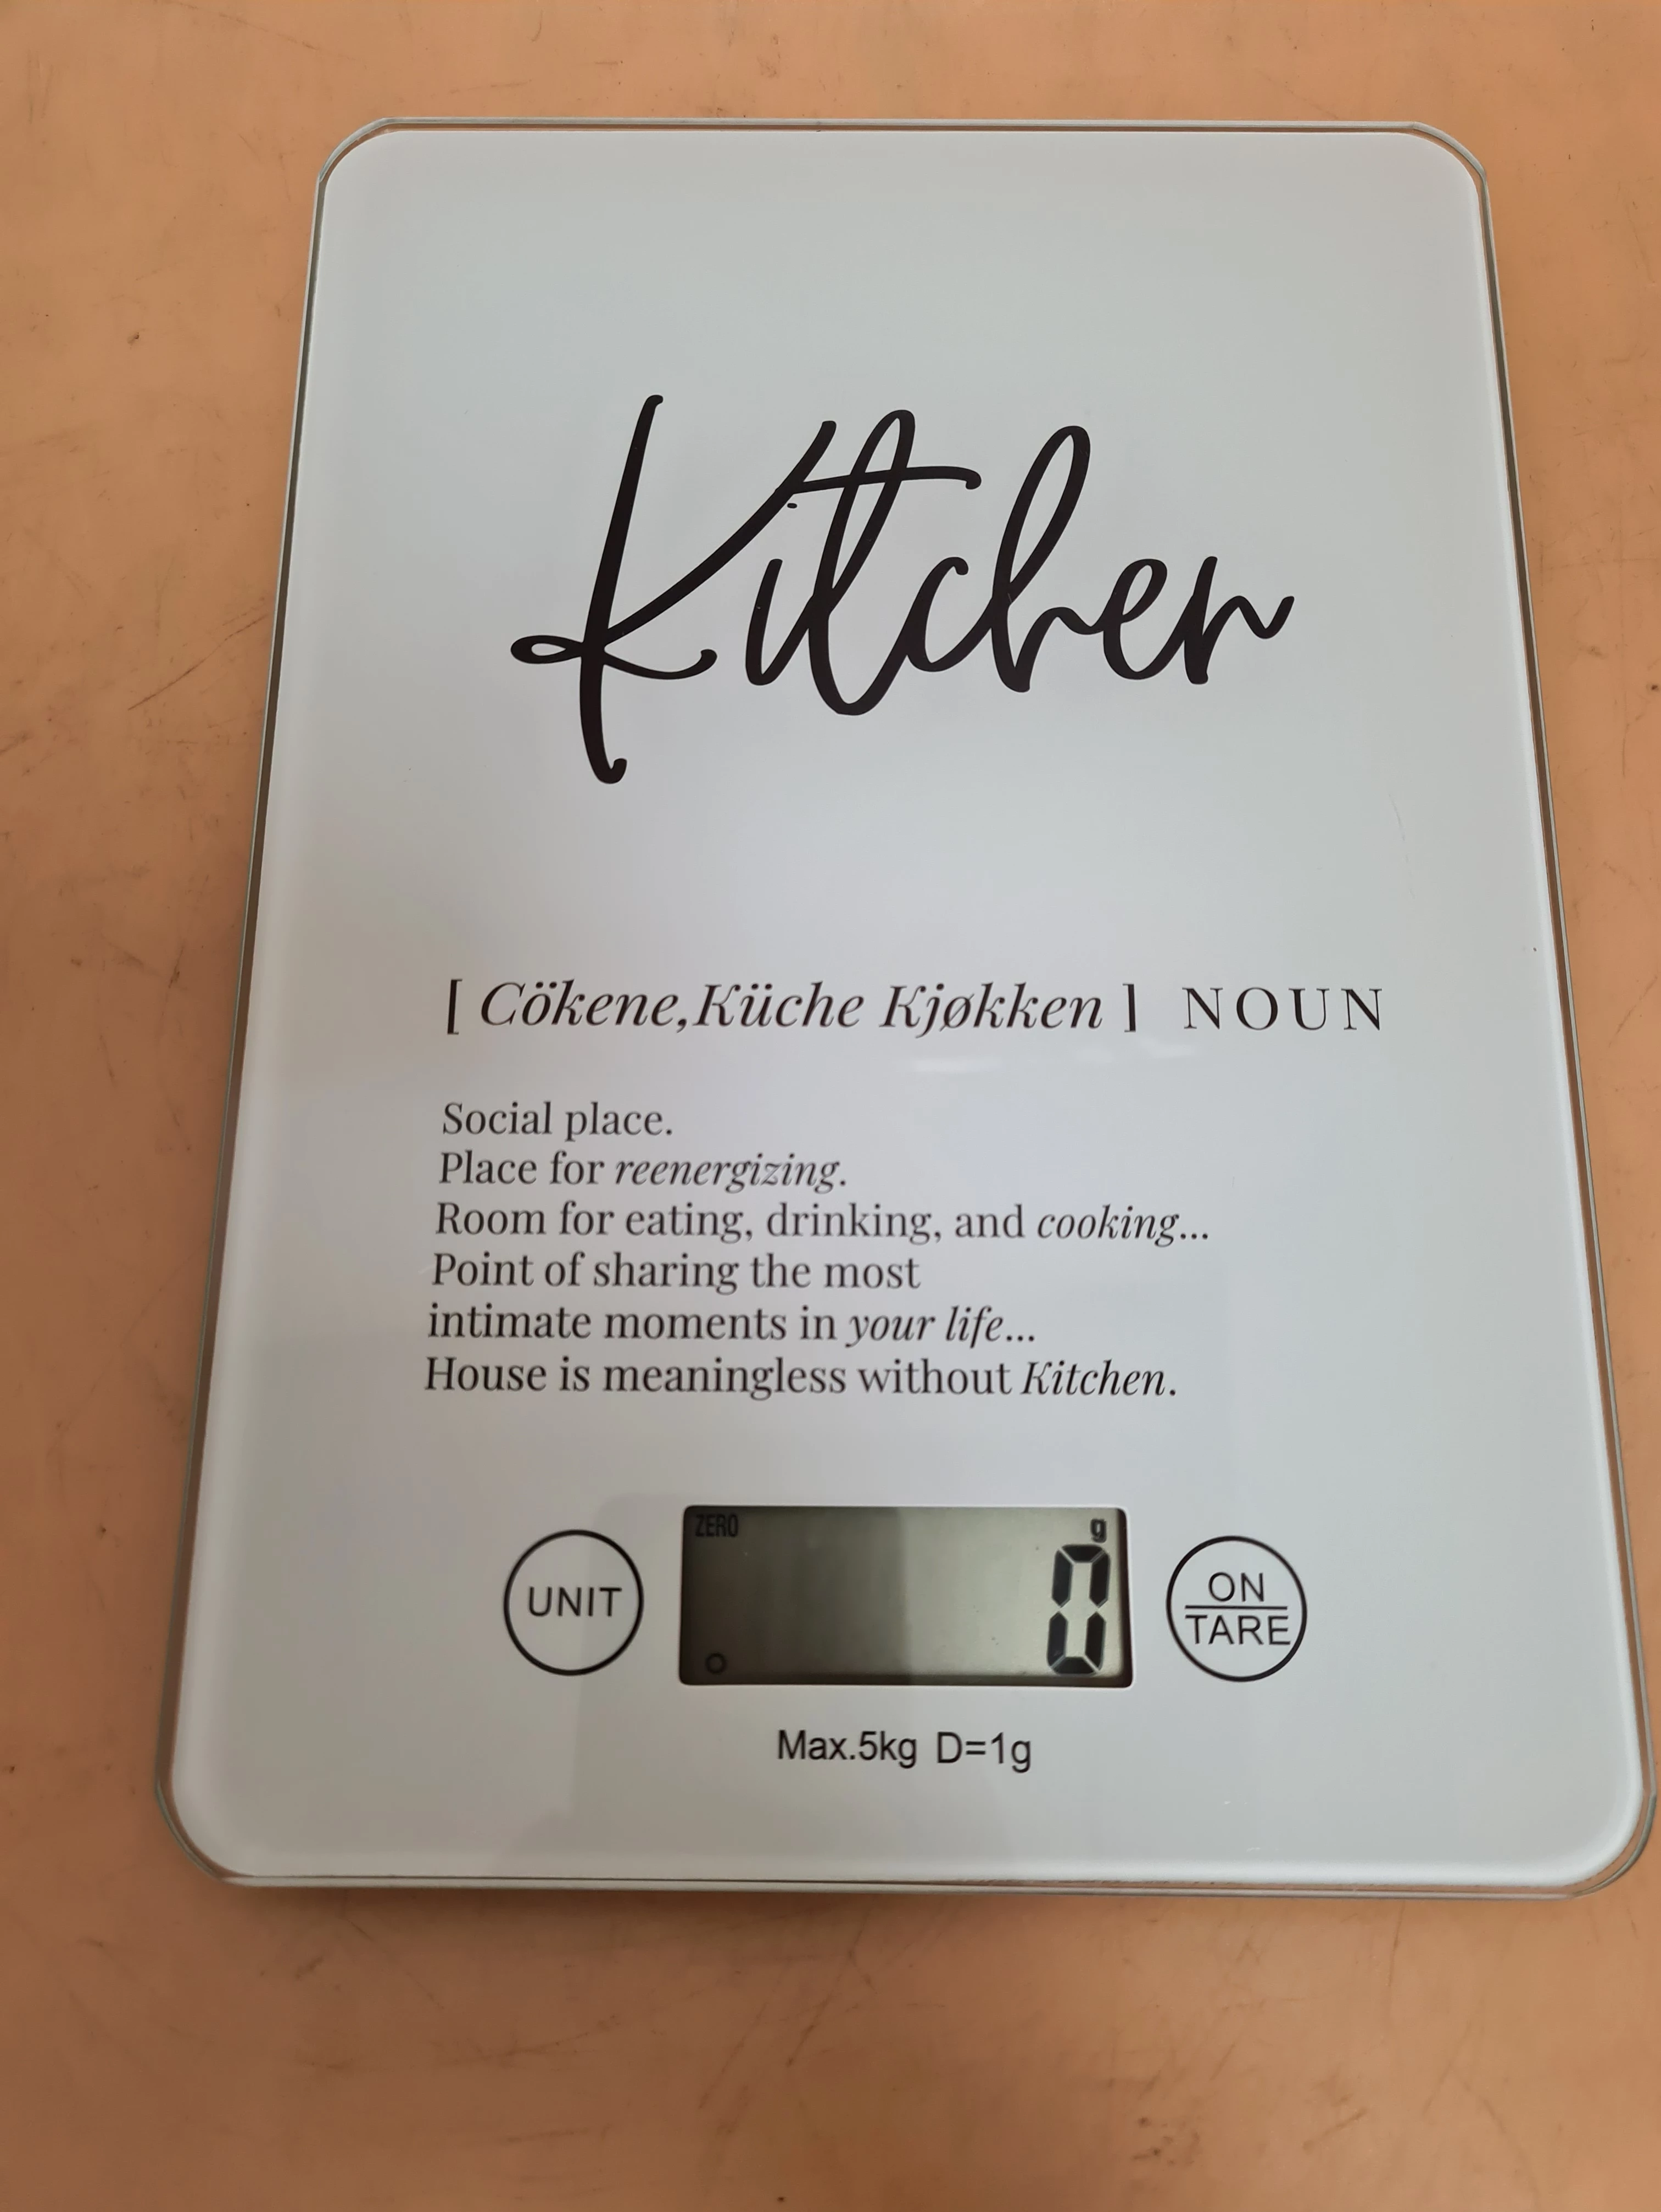 Kitchen
[ Cökene,Küche Kjøkken ] NOUN
Social place.
Place for reenergizing.
Room for eating, drinking, and cooking...
Point of sharing the most
intimate moments in your life...
House is meaningless without Kitchen.
ZERO g
UNIT 0 ON
TARE
Max.5kg D=1g